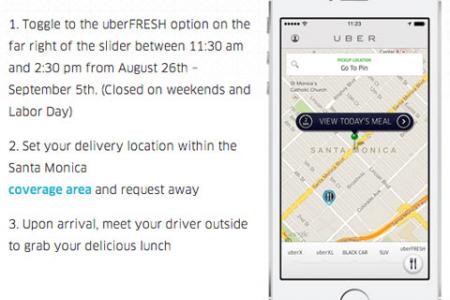 1. Toggle to the uberFRESH option on the
far right of the slider between 11:30 am
and 2:30 pm from August 26th –
September 5th. (Closed on weekends and
Labor Day)
2. Set your delivery location within the
Santa Monica
coverage area and request away
3. Upon arrival, meet your driver outside
to grab your delicious lunch
11:23
UBER
PICKUP LOCATION
Go To Pin
St Monica's
Catholic Church
VIEW TODAY'S MEAL
SANTA MONICA
Broadway
Google
uberX uberXL BLACK CAR SUV uberFRESH